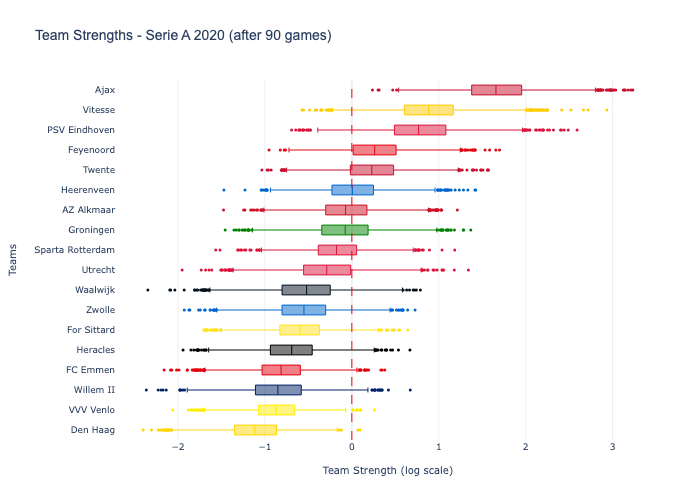 Team Strengths - Serie A 2020 (after 90 games)
Ajax
Vitesse
PSV Eindhoven
Feyenoord
Twente
Heerenveen
AZ Alkmaar
Groningen
Sparta Rotterdam
Utrecht
Waalwijk
Zwolle
For Sittard
Heracles
FC Emmen
Willem II
VVV Venlo
Den Haag
Teams
−2 −1 0 1 2 3
Team Strength (log scale)